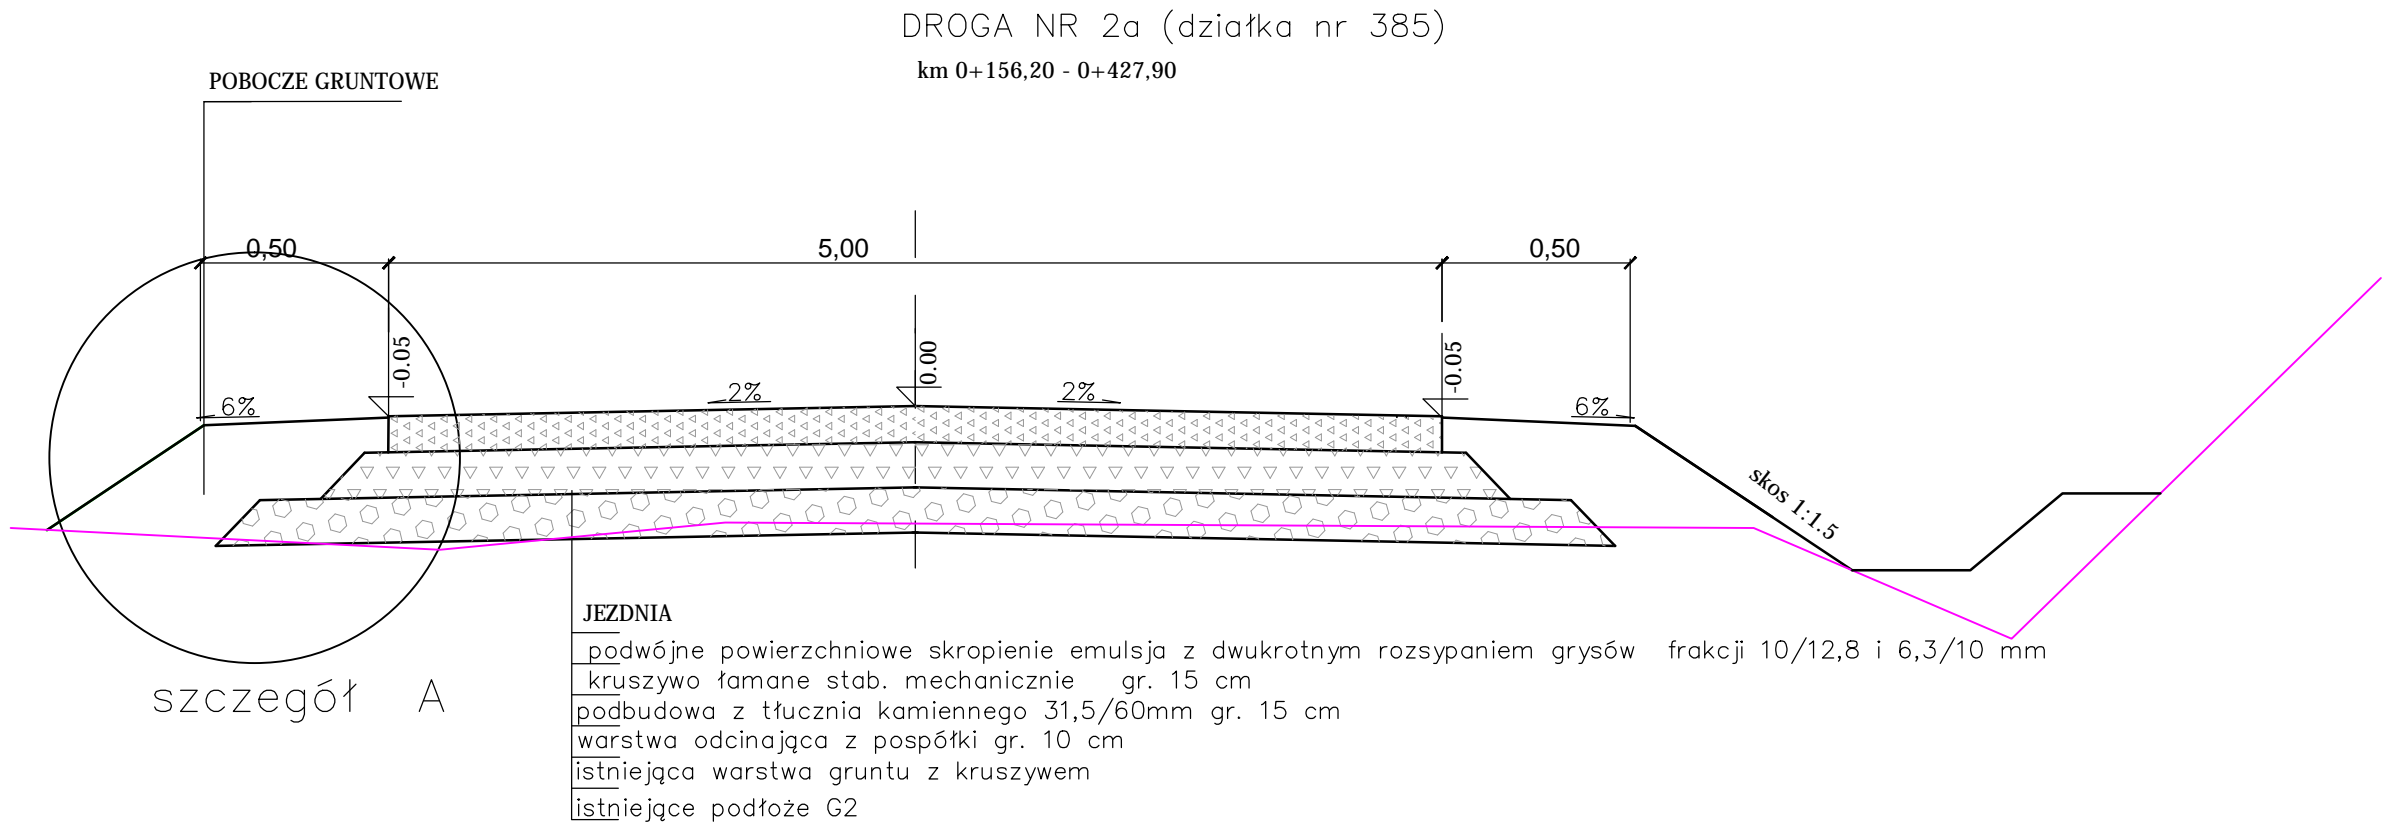 DROGA NR 2a (działka nr 385)
km 0+156,20 - 0+427,90
POBOCZE GRUNTOWE
0,50
5,00
0,50
-0.05
0.00
-0.05
6%
2%
2%
6%
skos 1:1.5
szczegół A
JEZDNIA
podwójne powierzchniowe skropienie emulsja z dwukrotnym rozsypaniem grysów frakcji 10/12,8 i 6,3/10 mm
kruszywo łamane stab. mechanicznie gr. 15 cm
podbudowa z tłucznia kamiennego 31,5/60mm gr. 15 cm
warstwa odcinająca z pospółki gr. 10 cm
istniejąca warstwa gruntu z kruszywem
istniejące podłoże G2